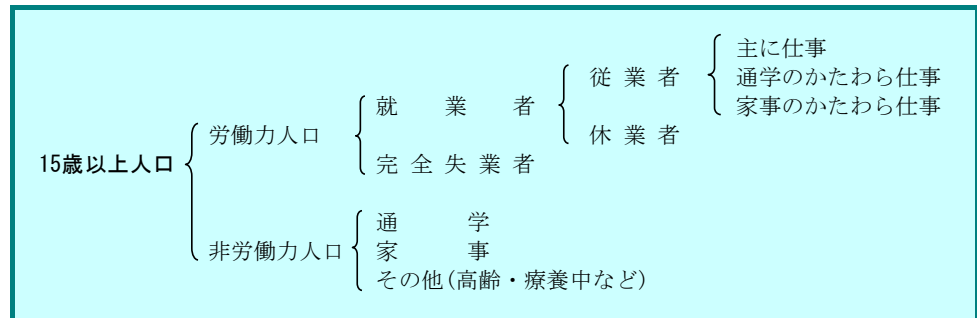 主に仕事
従業者
通学のかたわら仕事
就業者
家事のかたわら仕事
労働力人口
休業者
15歳以上人口
完全失業者
通学
非労働力人口
家事
その他(高齢・療養中など)